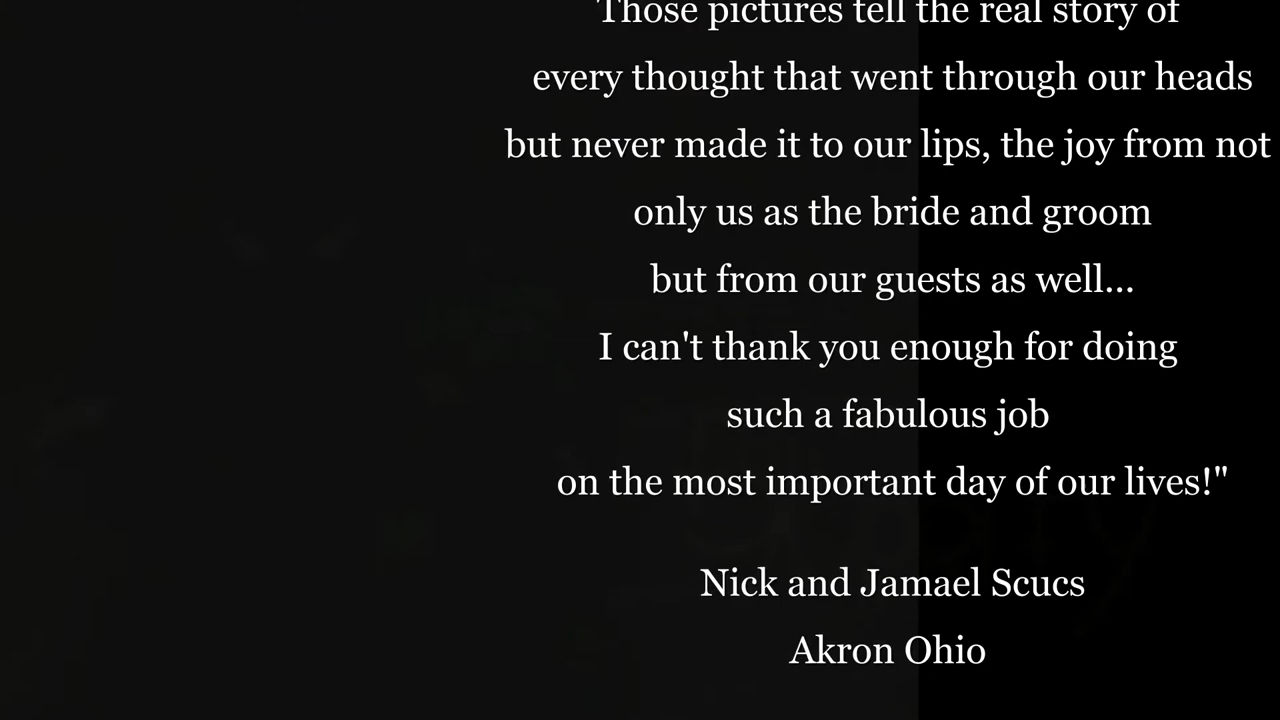 Those pictures tell the real story of
every thought that went through our heads
but never made it to our lips, the joy from not
only us as the bride and groom
but from our guests as well...
I can't thank you enough for doing
such a fabulous job
on the most important day of our lives!"
Nick and Jamael Scucs
Akron Ohio